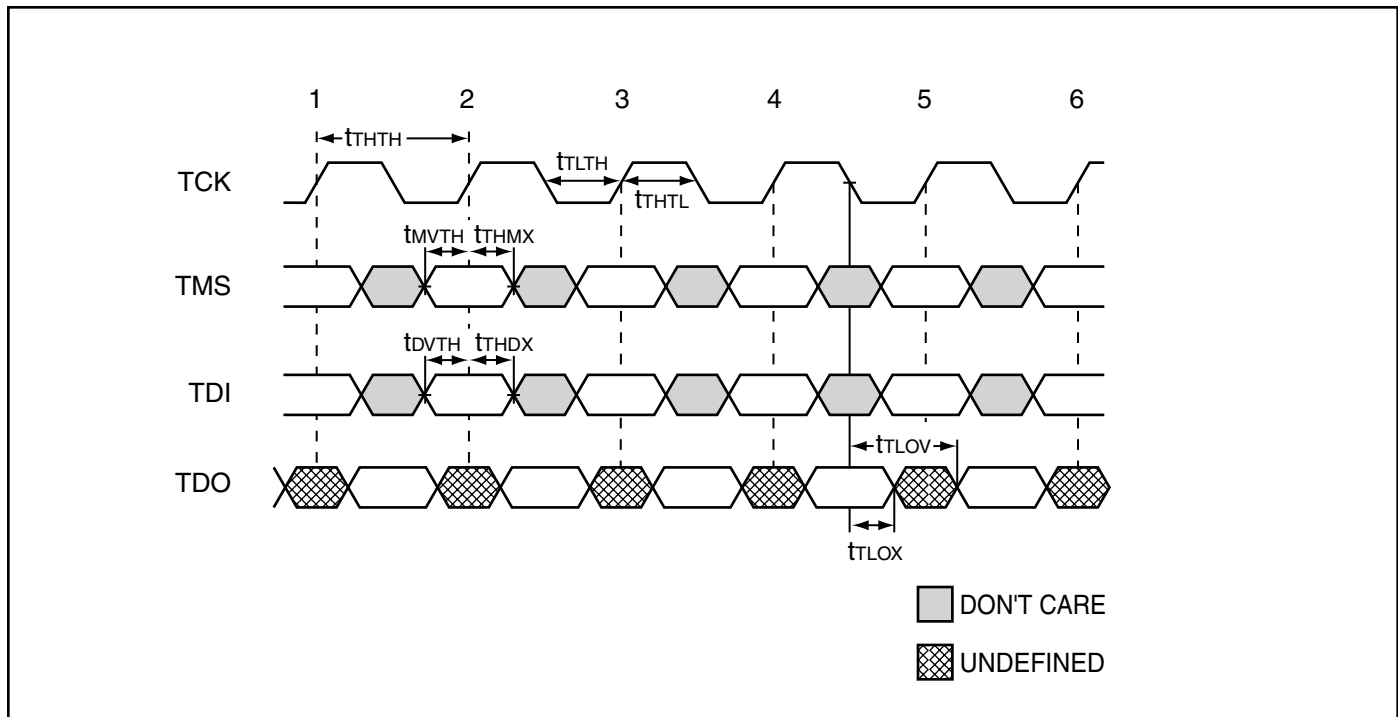 1 2 3 4 5 6
tTHTH
TCK
tTLTH
tTHTL
tMVTH tTHMX
TMS
tDVTH tTHDX
TDI
tTLOV
TDO
tTLOX
DON'T CARE
UNDEFINED